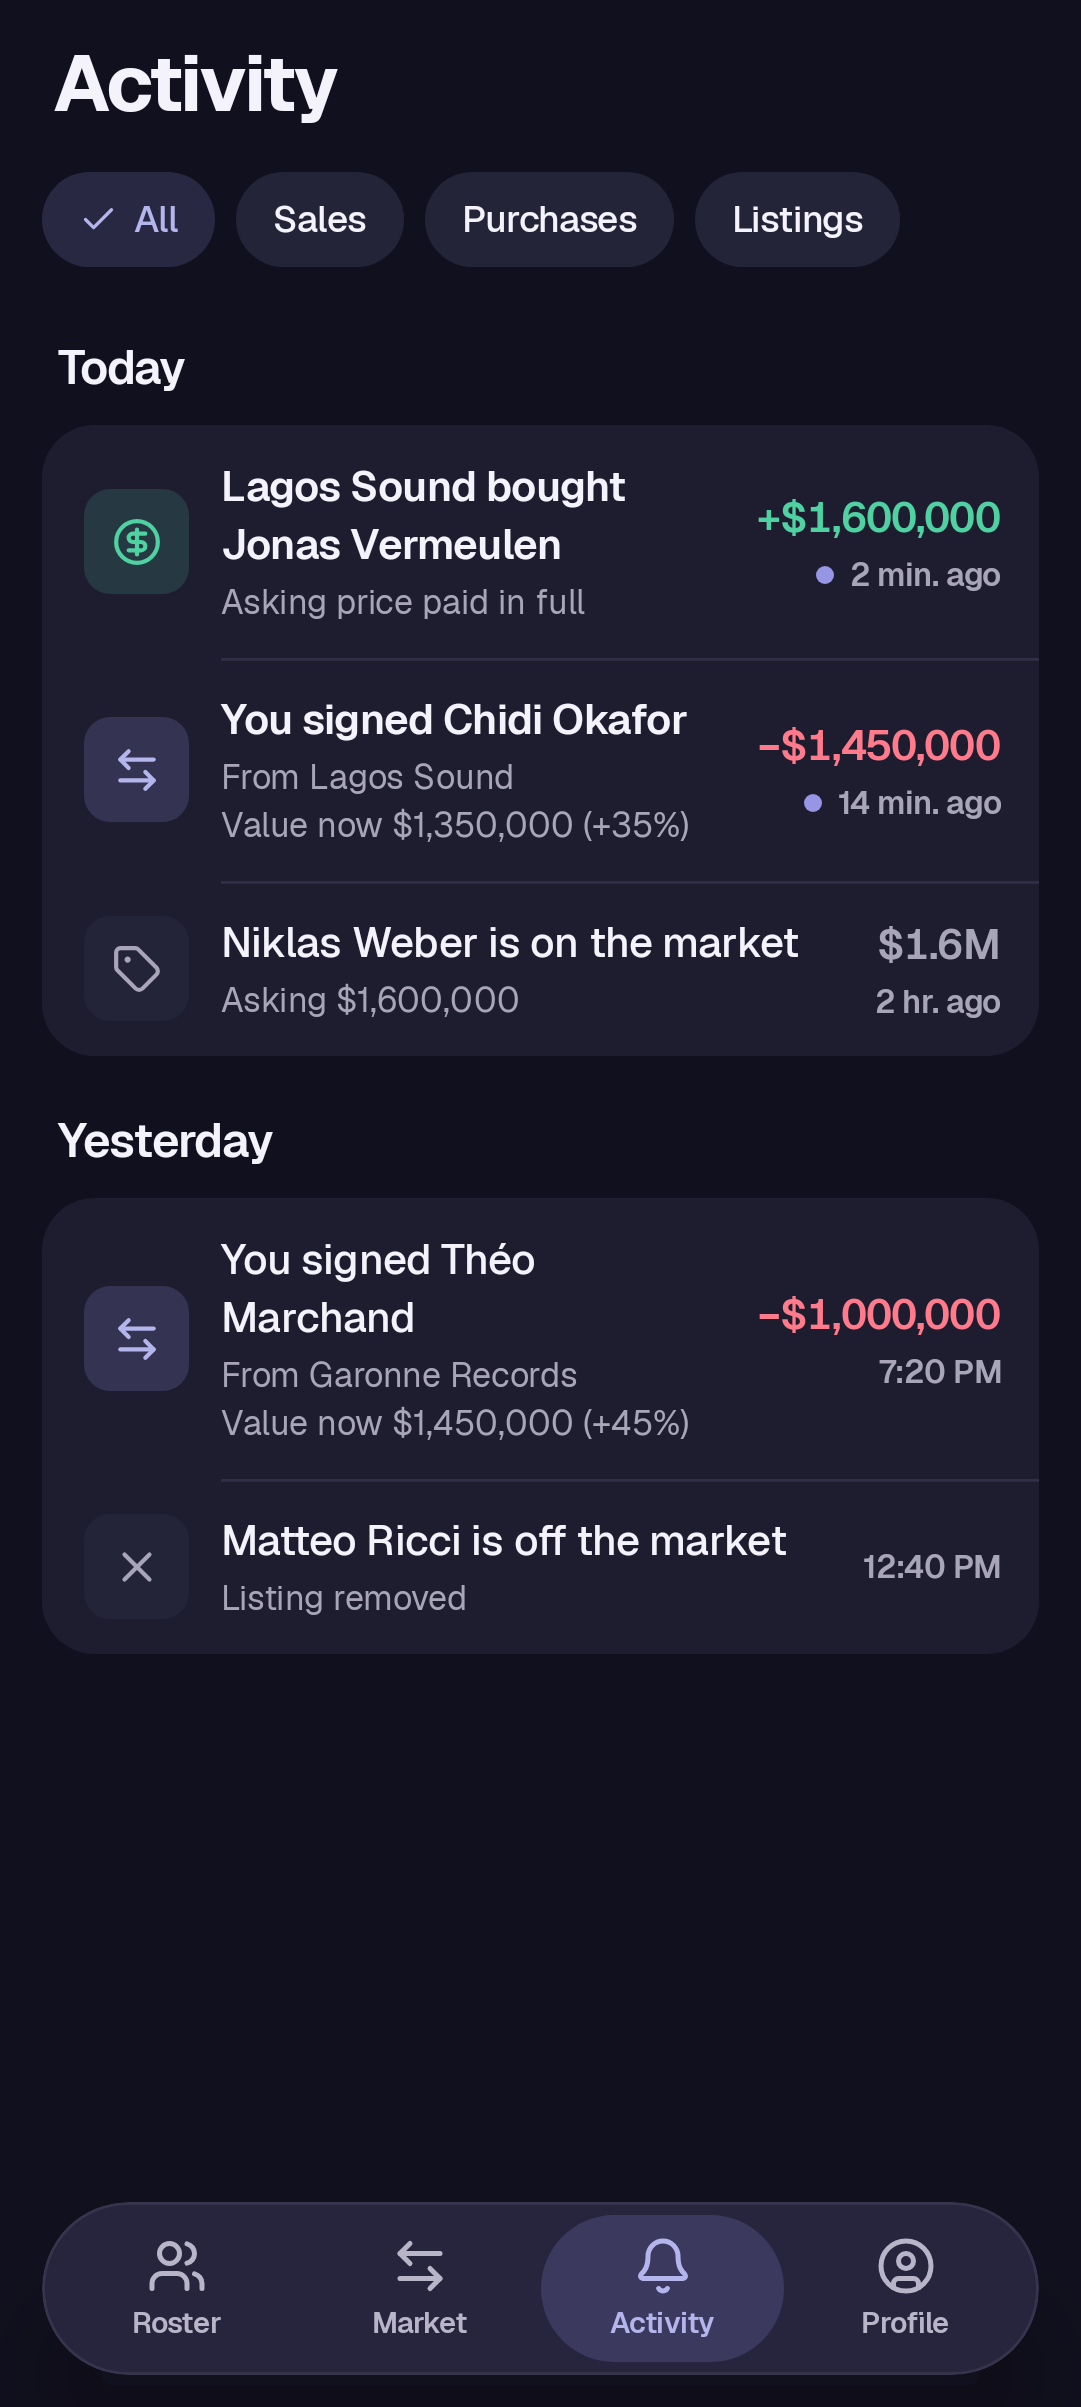 Activity
All
Sales
Purchases
Listings
Today
Lagos Sound bought
Jonas Vermeulen
Asking price paid in full
+$1,600,000
2 min. ago
You signed Chidi Okafor
From Lagos Sound
Value now $1,350,000 (+35%)
−$1,450,000
14 min. ago
Niklas Weber is on the market
Asking $1,600,000
$1.6M
2 hr. ago
Yesterday
You signed Théo
Marchand
From Garonne Records
Value now $1,450,000 (+45%)
−$1,000,000
7:20 PM
Matteo Ricci is off the market
Listing removed
12:40 PM
Roster
Market
Activity
Profile